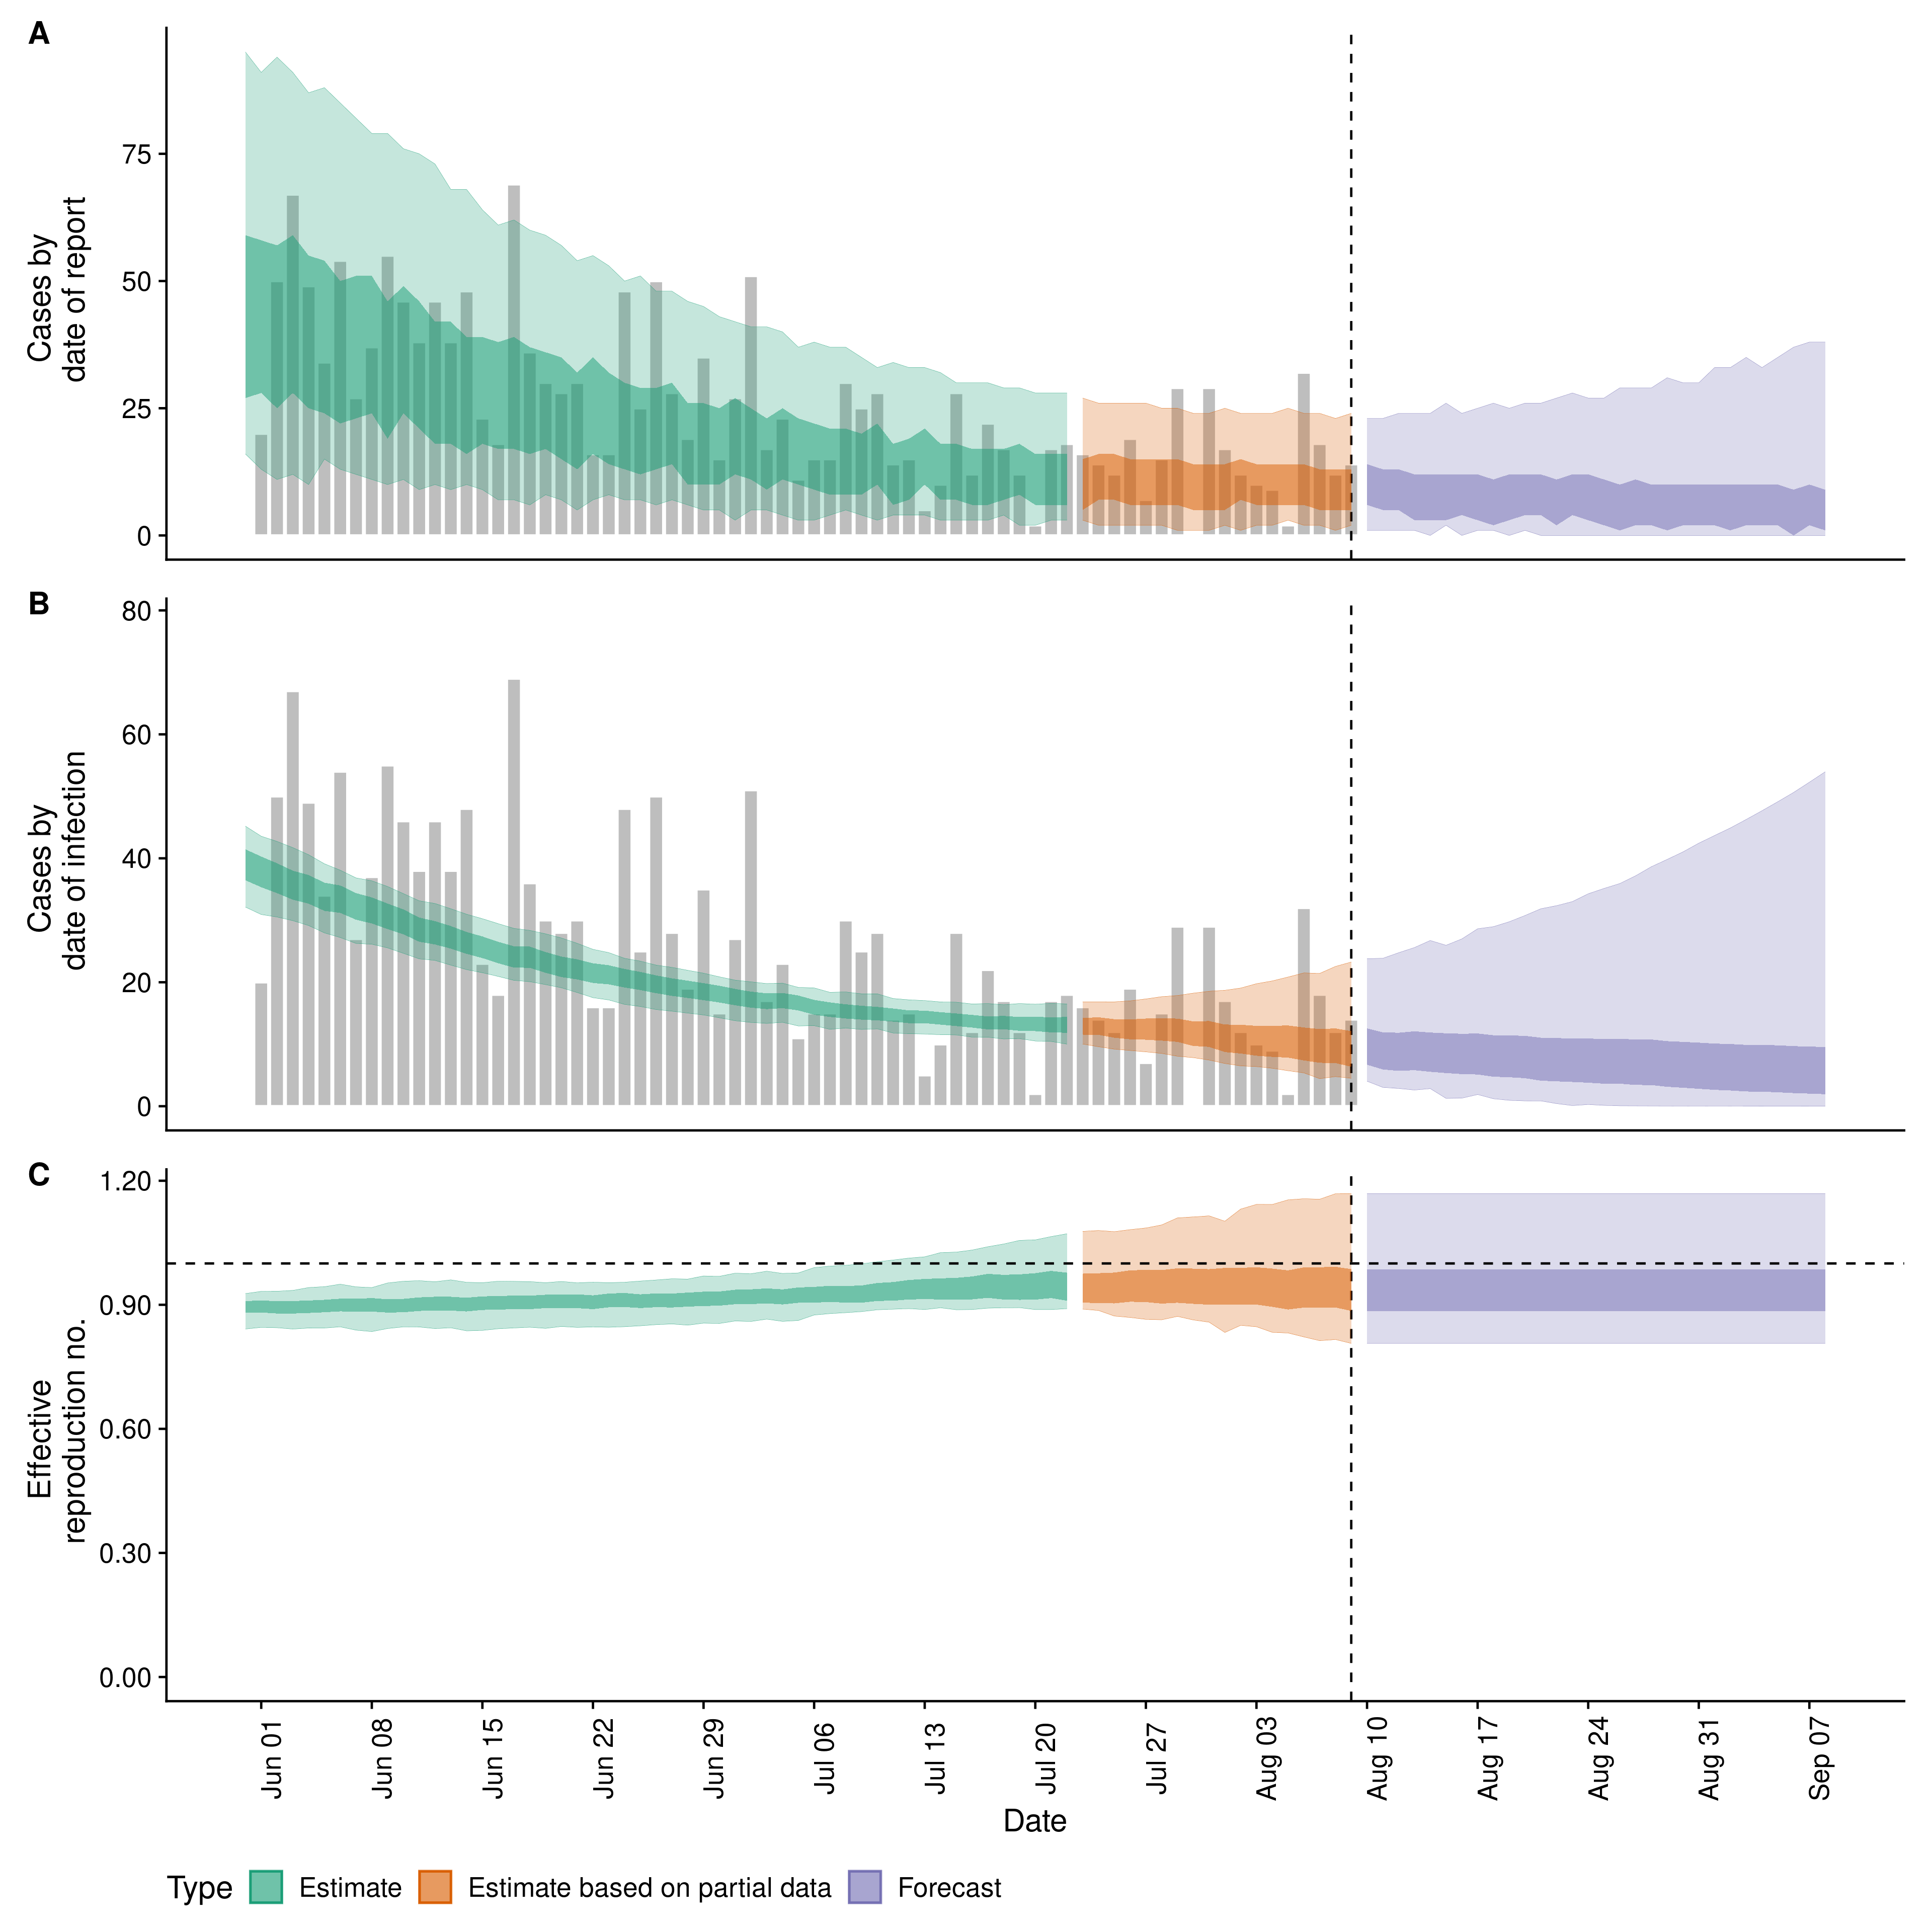 A
75
50
25
0
Cases by
date of report
B
80
60
40
20
0
Cases by
date of infection
C
1.20
0.90
0.60
0.30
0.00
Effective
reproduction no.
Jun 01
Jun 08
Jun 15
Jun 22
Jun 29
Jul 06
Jul 13
Jul 20
Jul 27
Aug 03
Aug 10
Aug 17
Aug 24
Aug 31
Sep 07
Date
Type Estimate Estimate based on partial data Forecast